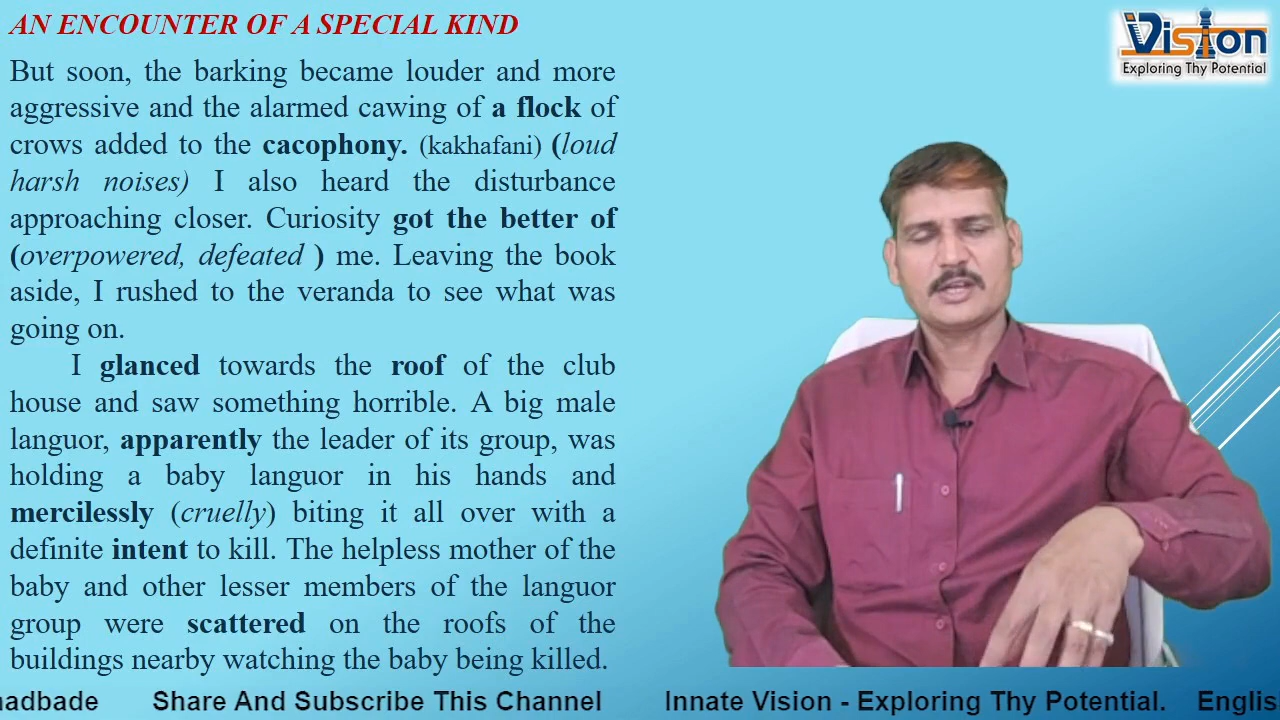 AN ENCOUNTER OF A SPECIAL KIND
But soon, the barking became louder and more
aggressive and the alarmed cawing of a flock of
crows added to the cacophony. (kakhafani) (loud
harsh noises) I also heard the disturbance
approaching closer. Curiosity got the better of
(overpowered, defeated ) me. Leaving the book
aside, I rushed to the veranda to see what was
going on.
I glanced towards the roof of the club
house and saw something horrible. A big male
languor, apparently the leader of its group, was
holding a baby languor in his hands and
mercilessly (cruelly) biting it all over with a
definite intent to kill. The helpless mother of the
baby and other lesser members of the languor
group were scattered on the roofs of the
buildings nearby watching the baby being killed.
Vision
Exploring Thy Potential
Share And Subscribe This Channel Innate Vision - Exploring Thy Potential.